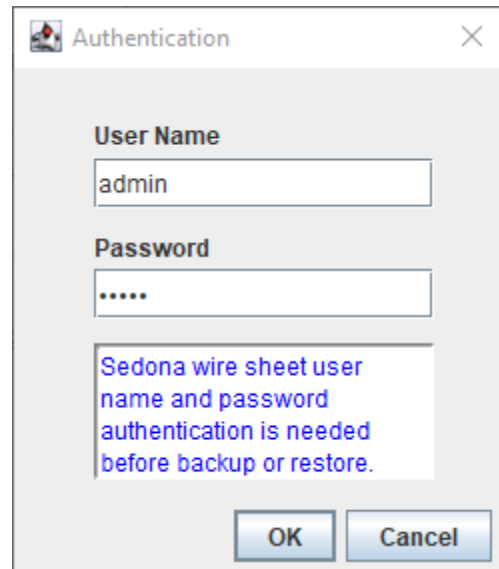 Authentication
User Name
admin
Password
•••••
Sedona wire sheet user
name and password
authentication is needed
before backup or restore.
OK Cancel